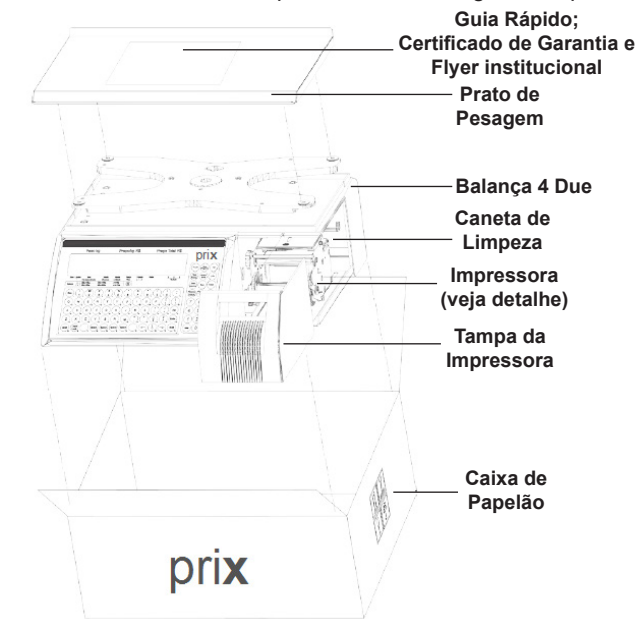 Guia Rápido;
Certificado de Garantia e
Flyer institucional
Prato de
Pesagem
Balança 4 Due
Caneta de
Limpeza
prix
Impressora
(veja detalhe)
Tampa da
Impressora
Caixa de
Papelão
prix